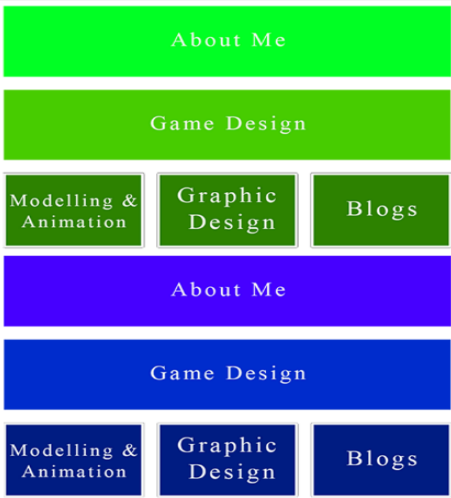 About Me
Game Design
Modelling &
Animation
Graphic
Design
Blogs
About Me
Game Design
Modelling &
Animation
Graphic
Design
Blogs